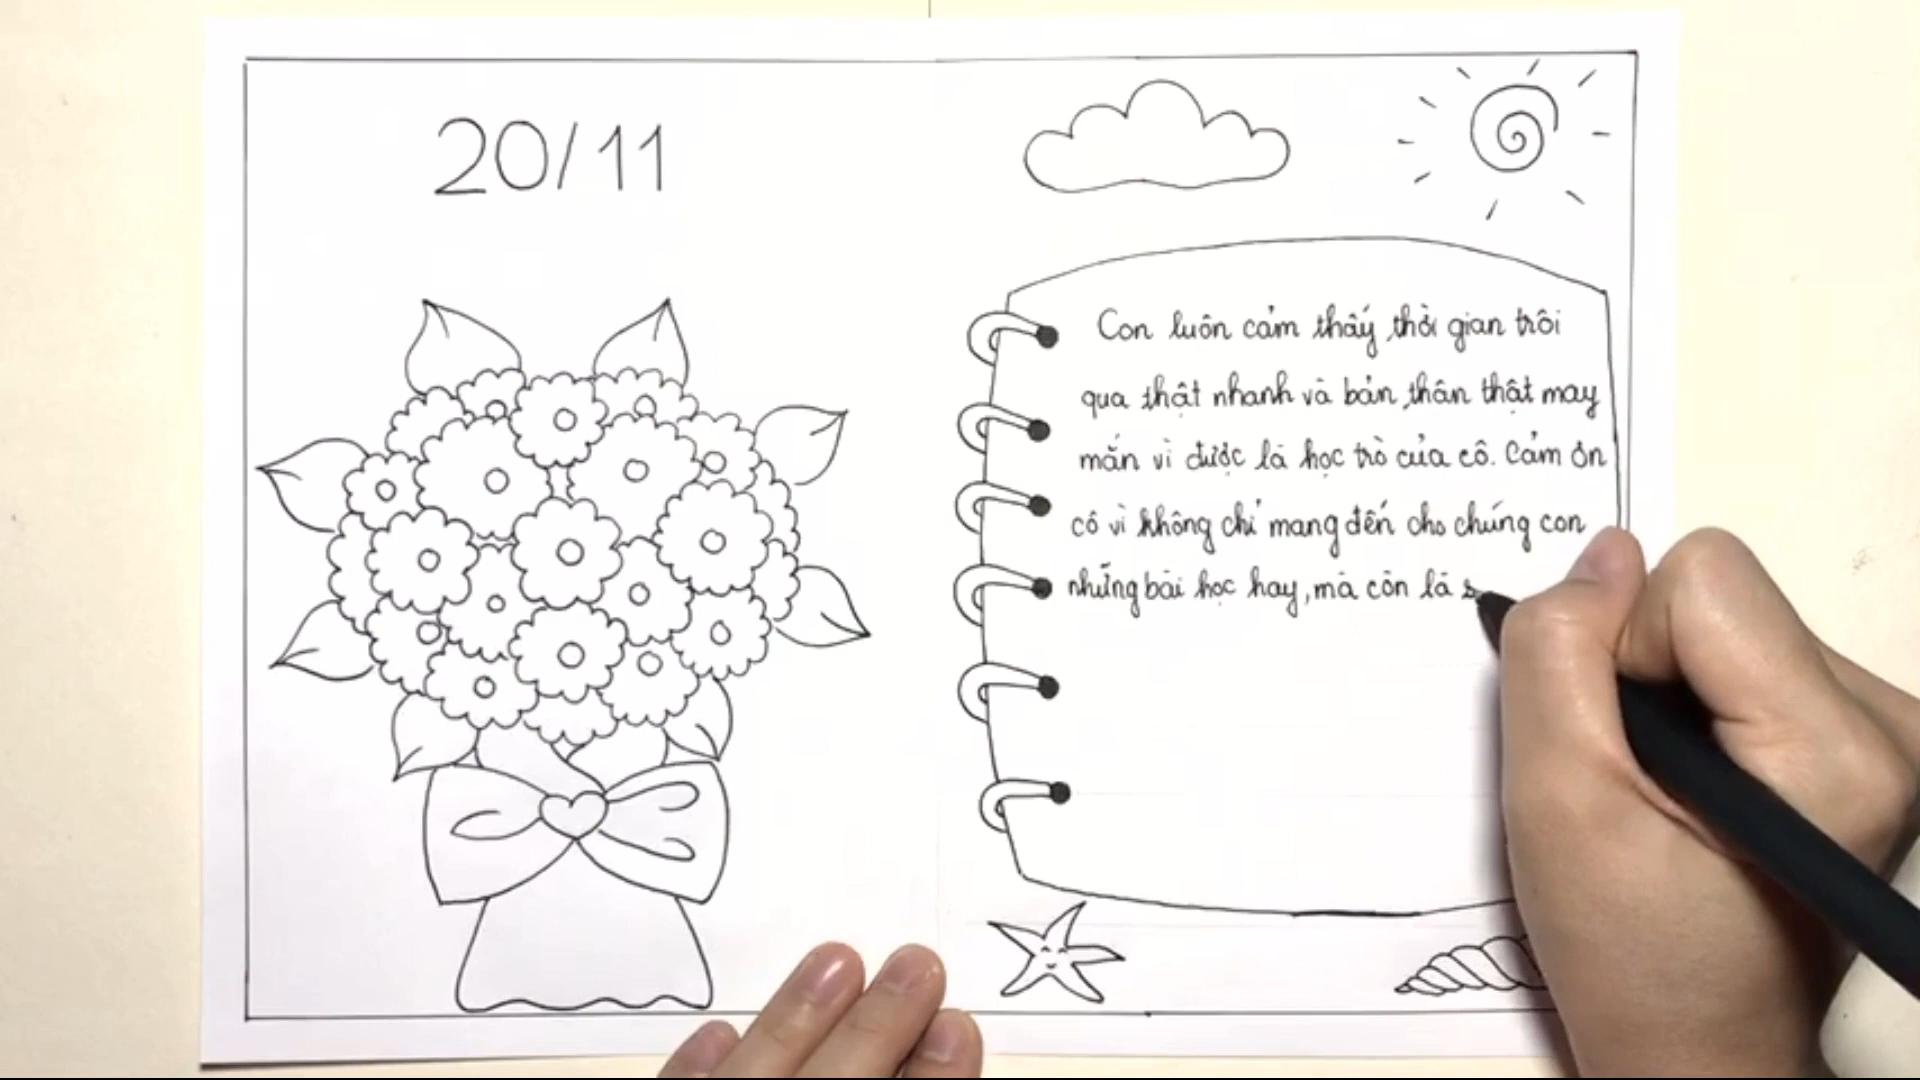 20/11
Con luôn cảm thấy thời gian trôi
qua thật nhanh và bản thân thật may
mắn vì được là học trò của cô. Cảm ơn
cô vì không chỉ mang đến cho chúng con
những bài học hay, mà còn là s